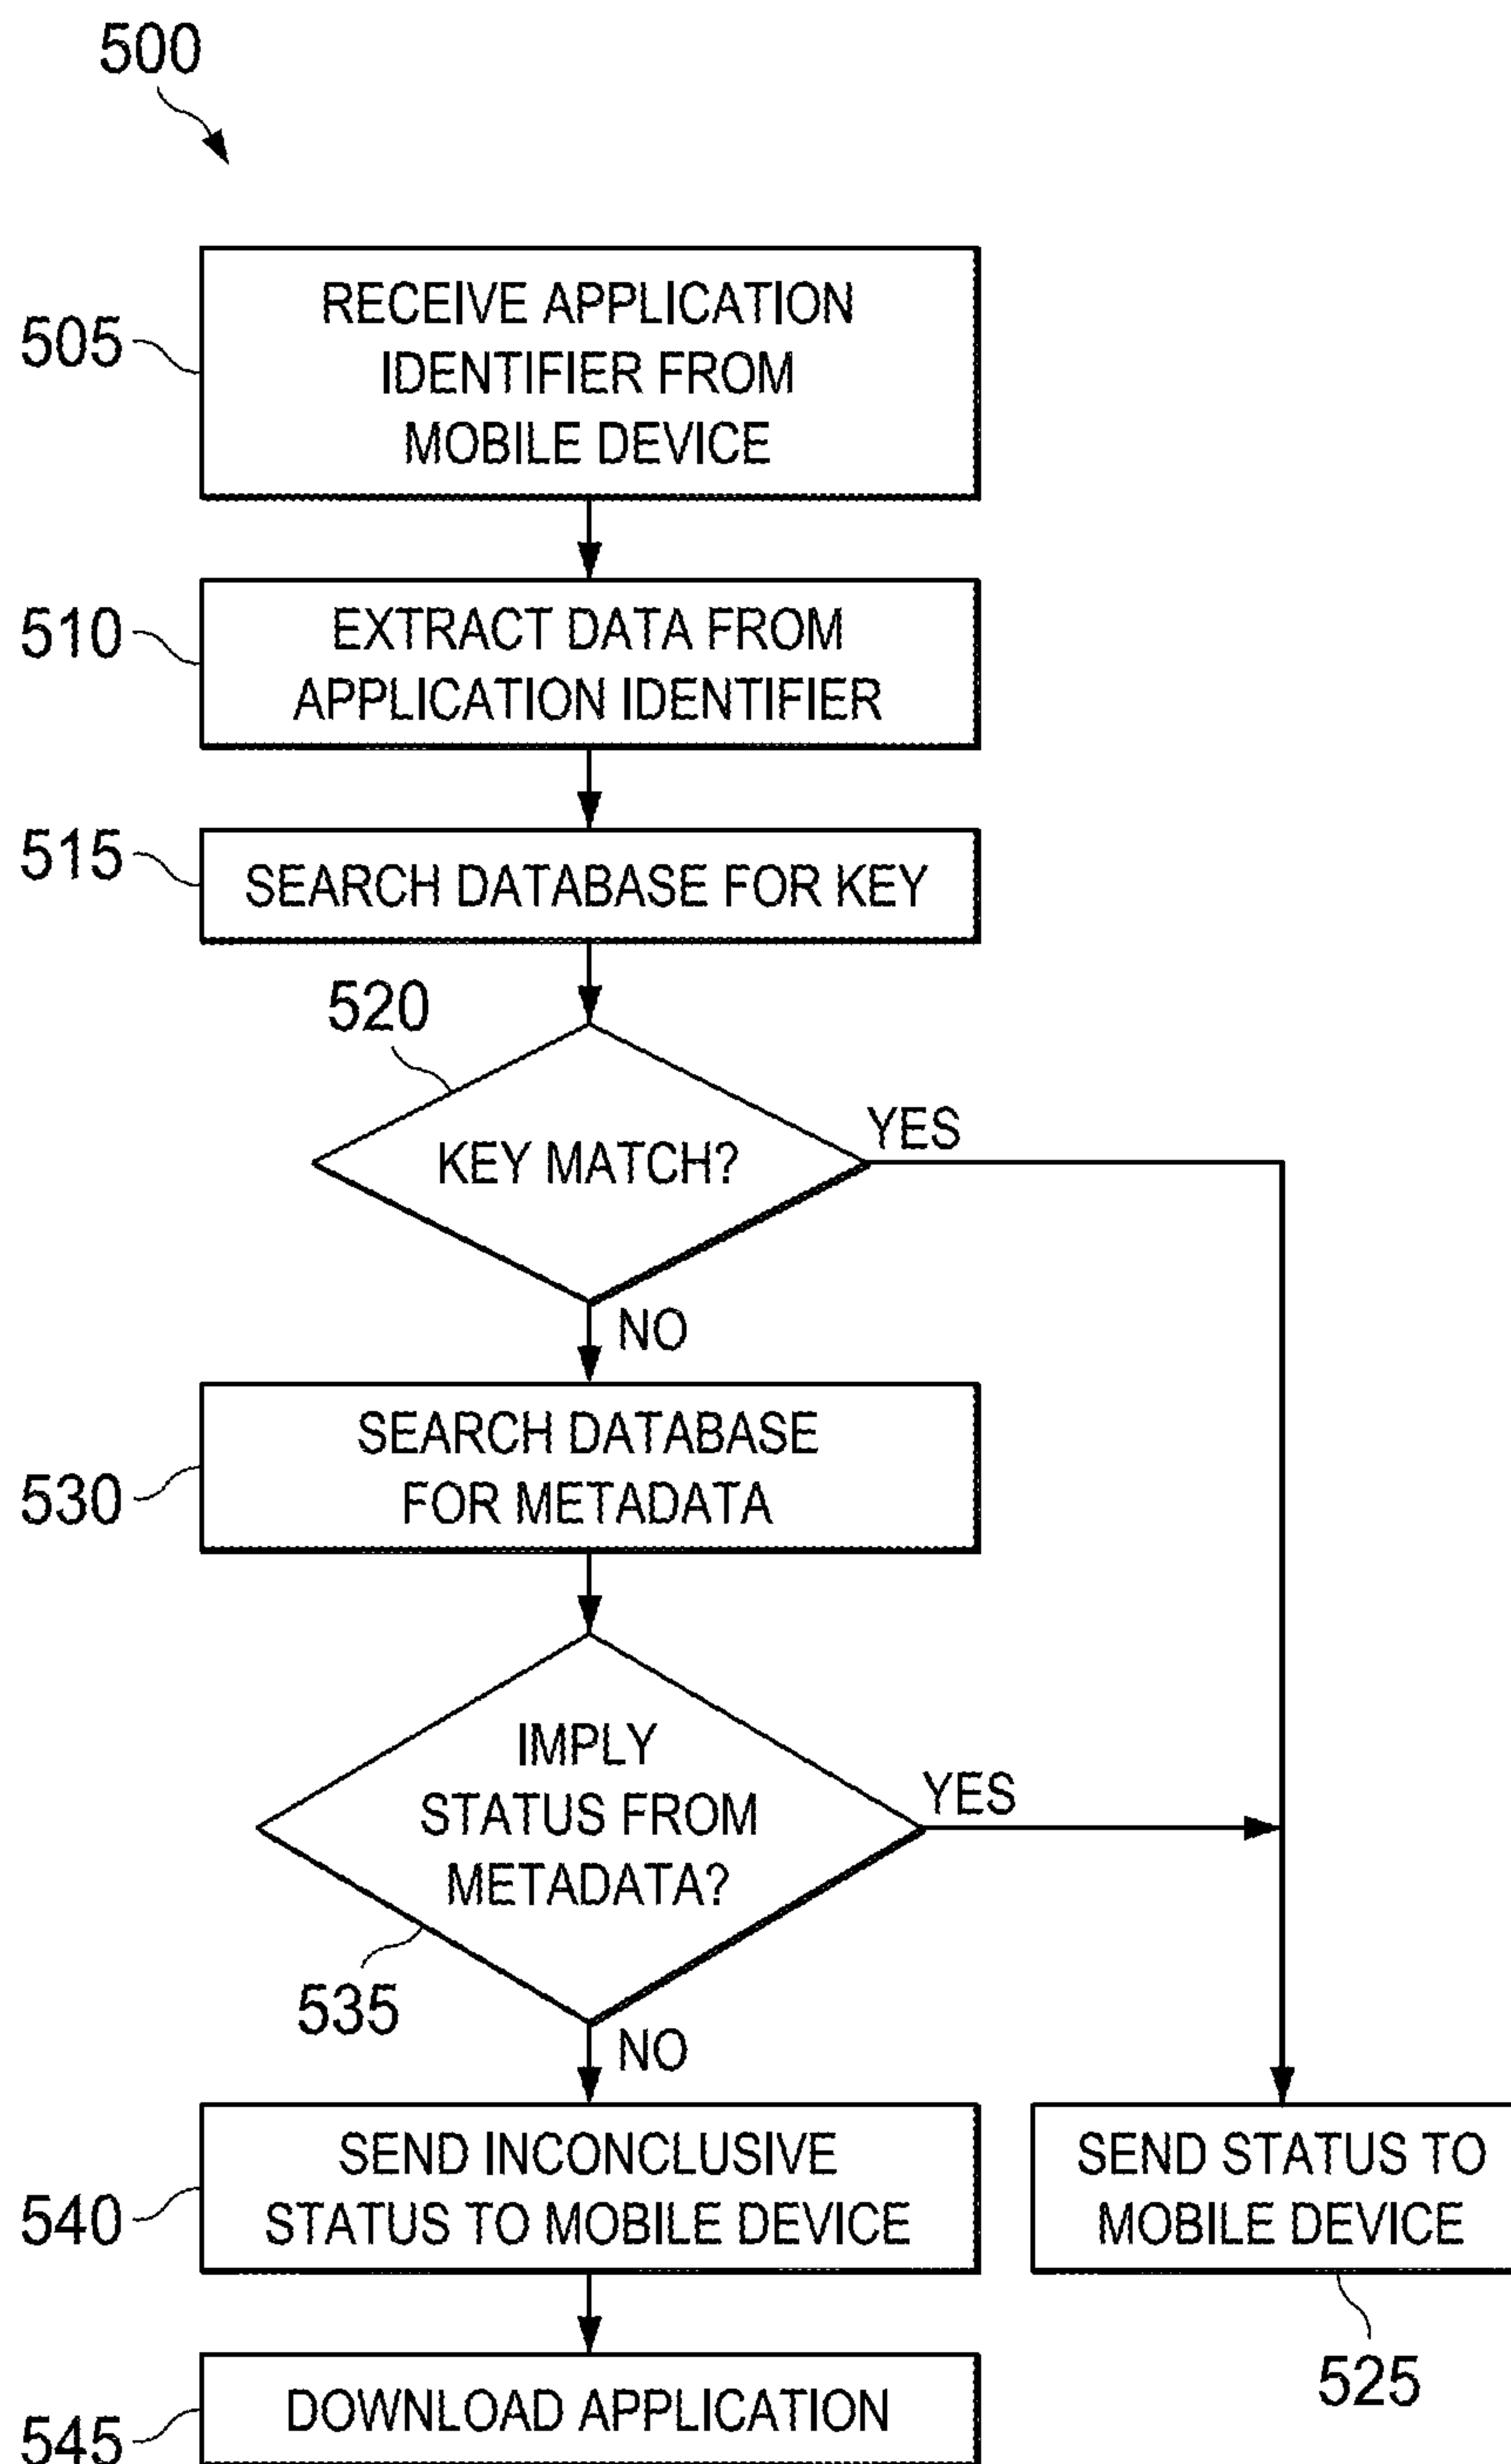 500
505
RECEIVE APPLICATION
IDENTIFIER FROM
MOBILE DEVICE
510
EXTRACT DATA FROM
APPLICATION IDENTIFIER
515
SEARCH DATABASE FOR KEY
520
KEY MATCH?
YES
NO
530
SEARCH DATABASE
FOR METADATA
IMPLY
STATUS FROM
METADATA?
YES
535
NO
540
SEND INCONCLUSIVE
STATUS TO MOBILE DEVICE
SEND STATUS TO
MOBILE DEVICE
525
545
DOWNLOAD APPLICATION